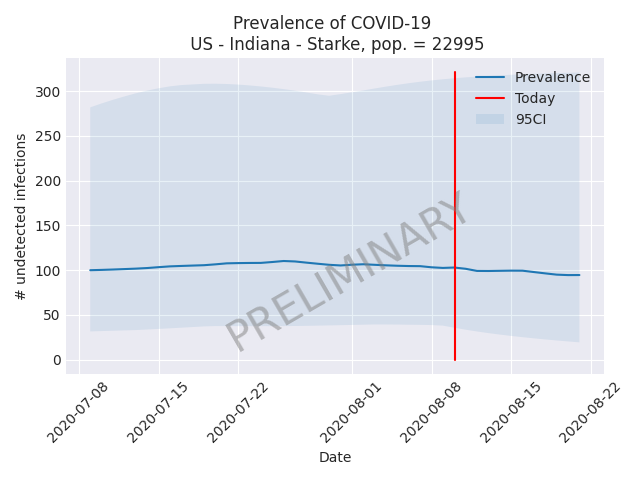 Prevalence of COVID-19
US - Indiana - Starke, pop. = 22995
Prevalence
Today
95CI
# undetected infections
300
250
200
150
100
50
0
PRELIMINARY
2020-07-08
2020-07-15
2020-07-22
2020-08-01
2020-08-08
2020-08-15
2020-08-22
Date